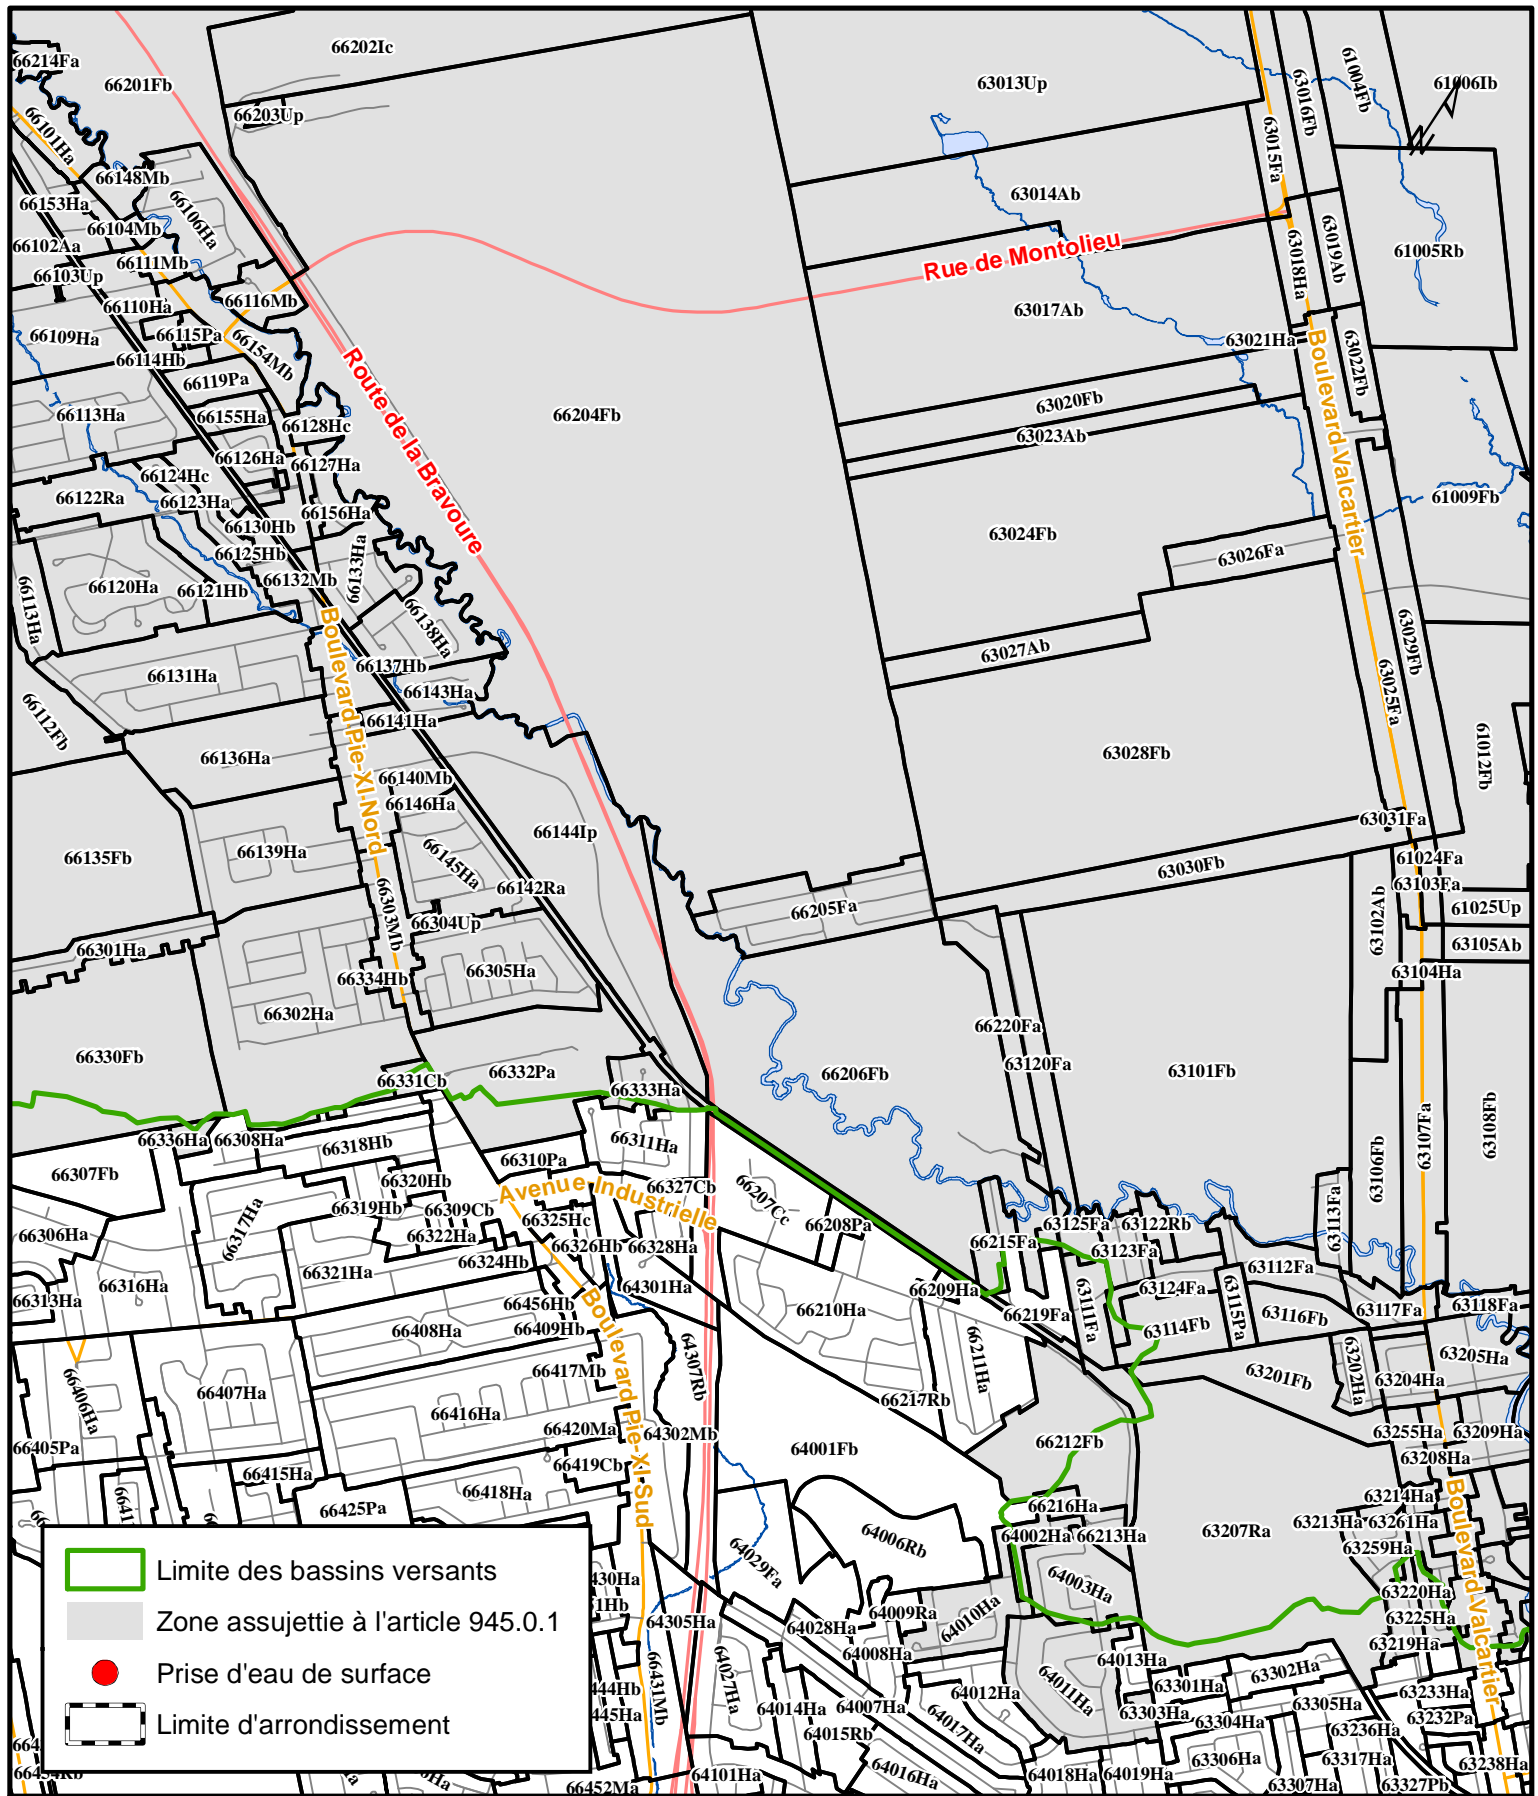 66214Fa
66202Ic
66201Fb
63013Up
63016Fb
61004Fb
61006Ib
66203Up
66101Ha
66148Mb
66106Ha
66153Ha
66104Mb
66102Aa
66111Mb
66103Up
66110Ha
66116Mb
63014Ab
63015Fa
63018Ha
63019Ab
61005Rb
Rue de Montolieu
63017Ab
63021Ha
63022Fb
66109Ha
66115Pa
66154Mb
66114Hb
66119Pa
Route de la Bravoure
66204Fb
63020Fb
63023Ab
Boulevard Valcartier
66113Ha
66155Ha
66128Hc
66126Ha
66127Ha
66124Hc
66122Ra
66123Ha
66130Hb
66156Ha
66125Hb
66133Ha
66132Mb
66120Ha
66121Hb
66113Ha
66138Ha
63024Fb
63026Fa
61009Fb
63027Ab
63029Fb
63025Fa
Boulevard Pie-XI-Nord
66137Hb
66131Ha
66143Ha
66141Ha
66112Fb
66136Ha
66140Mb
66146Ha
66144Ip
63028Fb
61012Fb
66135Fb
66139Ha
66145Ha
66142Ra
63031Fa
63030Fb
61024Fa
63103Fa
63102Ab
61025Up
66303Mb
66304Up
66205Fa
66301Ha
66334Hb
66305Ha
63105Ab
63104Ha
66302Ha
66220Fa
66330Fb
66332Pa
66331Cb
66333Ha
66206Fb
63120Fa
63101Fb
63107Fa
63108Fb
66336Ha
66308Ha
66318Hb
66311Ha
66307Fb
66310Pa
66320Hb
Avenue Industrielle
66327Cb
66207Cc
63106Fb
63113Fa
66317Ha
66319Hb
66309Cb
66325Hc
66208Pa
66306Ha
66322Ha
66326Hb
66328Ha
66215Fa
63125Fa
63122Rb
63123Fa
66324Hb
66321Ha
63112Fa
66316Ha
66313Ha
64301Ha
66209Ha
63124Fa
66456Hb
66210Ha
66219Fa
63111Fa
63115Pa
63116Fb
63117Fa
63118Fa
66408Ha
66409Hb
Boulevard Pie-XI-Sud
63114Fb
64307Rb
66211Ha
63205Ha
66417Mb
66406Ha
66407Ha
66217Rb
63201Fb
63202Ha
63204Ha
66416Ha
66420Ma
64302Mb
64001Fb
66212Fb
63255Ha
63209Ha
66405Pa
63208Ha
66415Ha
66419Cb
66418Ha
66425Pa
63214Ha
66216Ha
64002Ha
66213Ha
63207Ra
63213Ha
63261Ha
63259Ha
64006Rb
64029Fa
64003Ha
Boulevard Valcartier
63220Ha
64010Ha
64009Ra
64305Ha
64028Ha
63225Ha
63219Ha
64008Ha
64013Ha
63302Ha
63301Ha
66431Mb
64027Ha
64012Ha
64011Ha
63233Ha
64014Ha
64007Ha
63303Ha
63305Ha
63304Ha
63232Pa
64015Rb
64017Ha
63236Ha
63306Ha
63317Ha
63238Ha
64101Ha
64016Ha
64018Ha
64019Ha
63307Ha
63327Pb
66452Ma
Limite des bassins versants
Zone assujettie à l'article 945.0.1
Prise d'eau de surface
Limite d'arrondissement